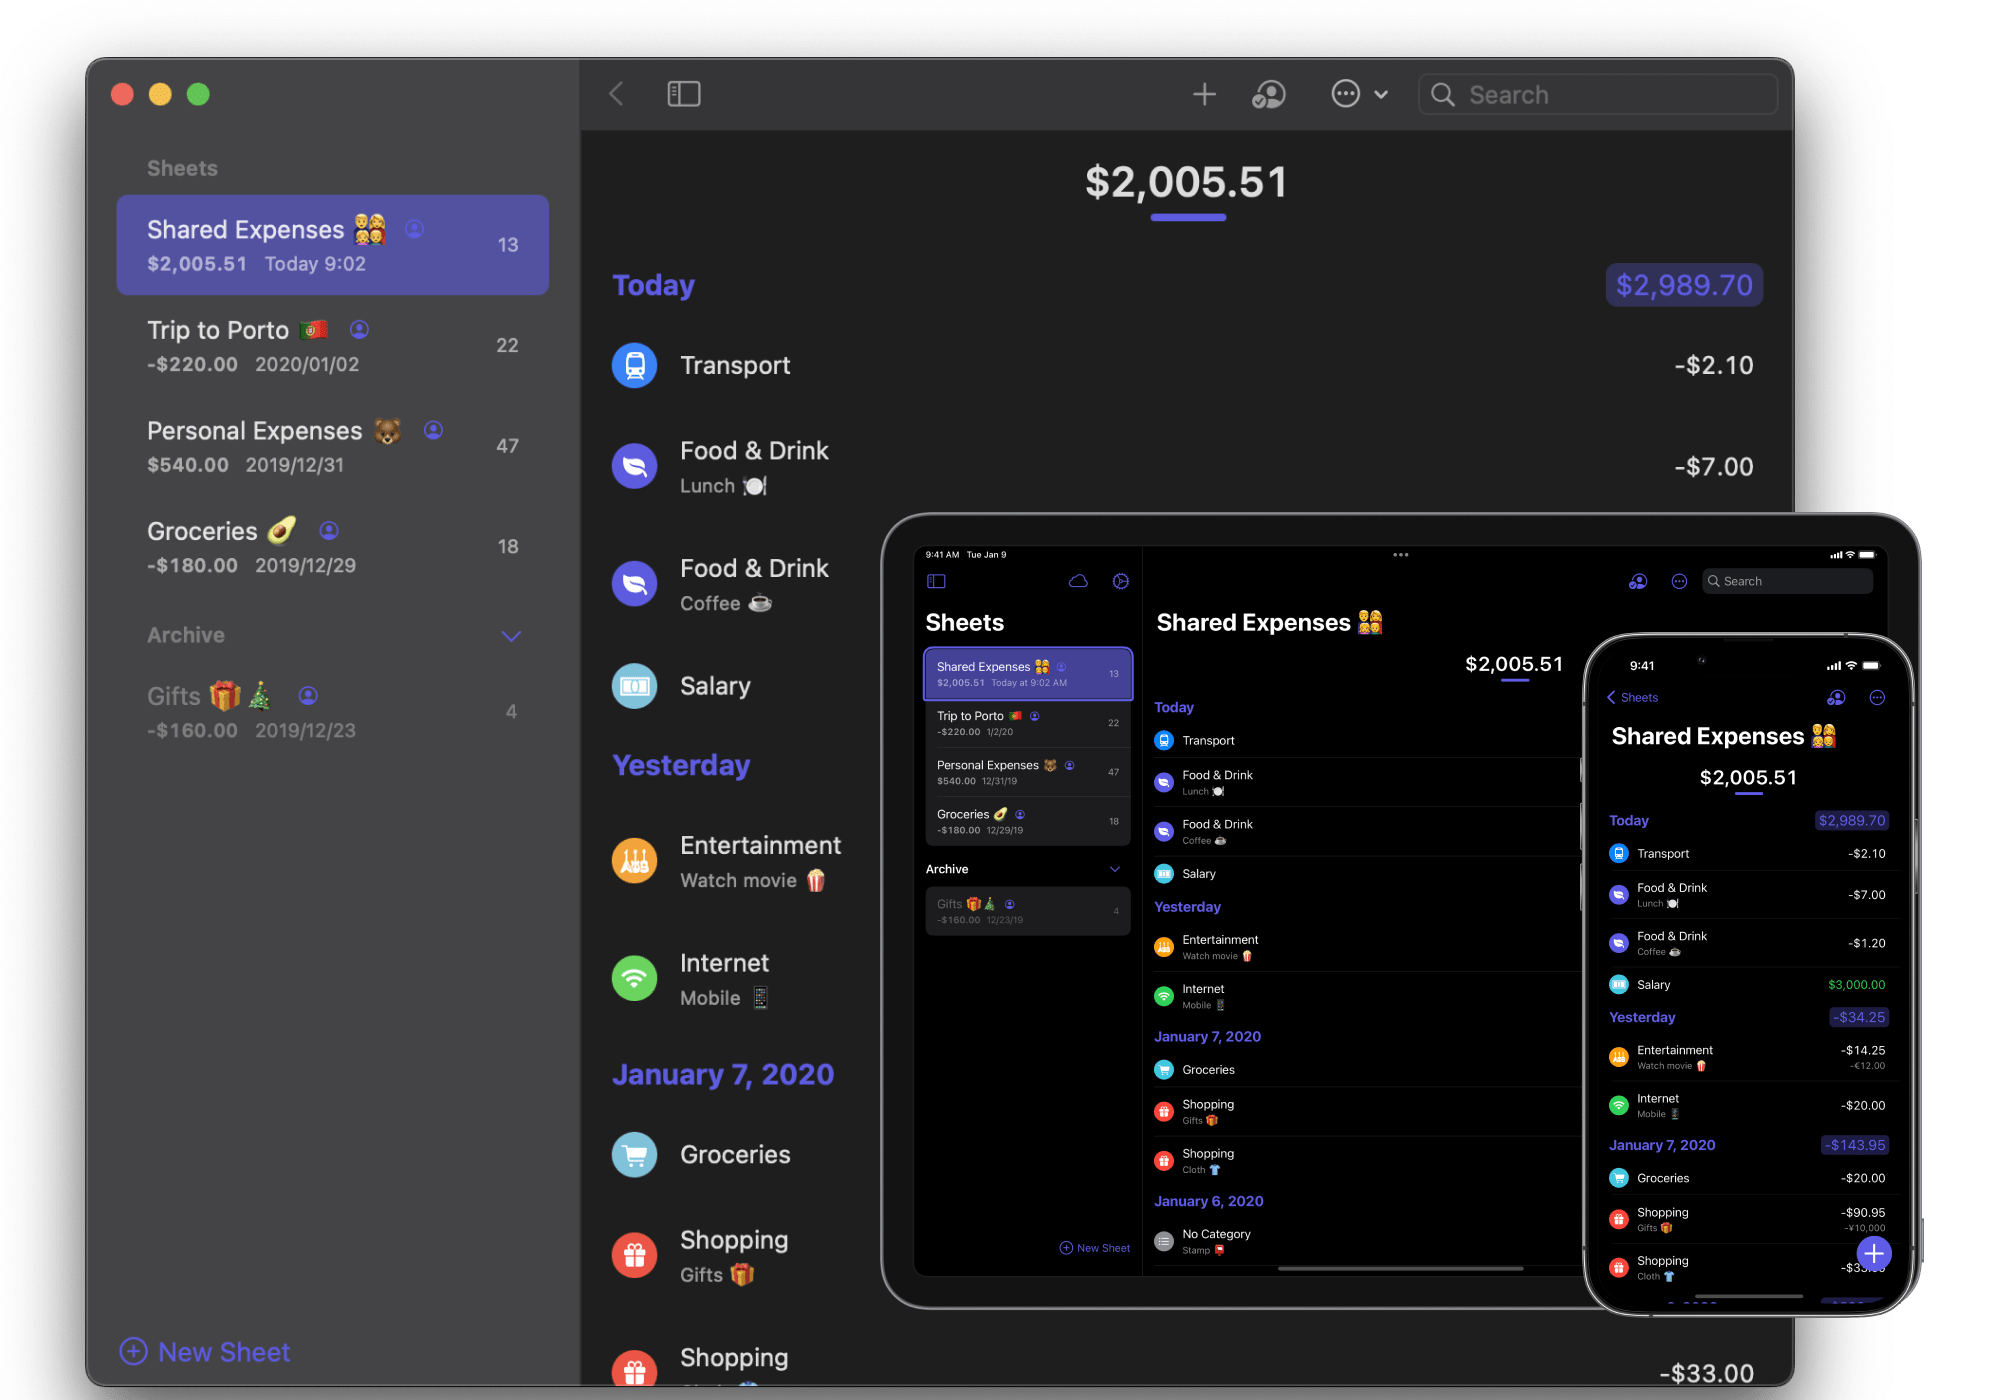 Search
Sheets
Shared Expenses 13
$2,005.51 Today 9:02
Trip to Porto 22
-$220.00 2020/01/02
Personal Expenses 47
$540.00 2019/12/31
Groceries 18
-$180.00 2019/12/29
Archive
Gifts 4
-$160.00 2019/12/23
New Sheet
$2,005.51
Today $2,989.70
Transport -$2.10
Food & Drink -$7.00
Lunch
Food & Drink
Coffee
Salary
Yesterday
Entertainment
Watch movie
Internet
Mobile
January 7, 2020
Groceries
Shopping
Gifts
Shopping -$33.00
9:41 AM Tue Jan 9
Search
Sheets
Shared Expenses 13
$2,005.51 Today at 9:02 AM
Trip to Porto 22
-$220.00 1/2/20
Personal Expenses 47
$540.00 12/31/19
Groceries 18
-$180.00 12/29/19
Archive
Gifts 4
-$160.00 12/23/19
New Sheet
Shared Expenses
$2,005.51
Today
Transport
Food & Drink
Lunch
Food & Drink
Coffee
Salary
Yesterday
Entertainment
Watch movie
Internet
Mobile
January 7, 2020
Groceries
Shopping
Gifts
Shopping
Cloth
January 6, 2020
No Category
Stamp
9:41
Sheets
Shared Expenses
$2,005.51
Today $2,989.70
Transport -$2.10
Food & Drink -$7.00
Lunch
Food & Drink -$1.20
Coffee
Salary $3,000.00
Yesterday -$34.25
Entertainment -$14.25
Watch movie -€12.00
Internet -$20.00
Mobile
January 7, 2020 -$143.95
Groceries -$20.00
Shopping -$90.95
Gifts -¥10,000
Shopping
Cloth